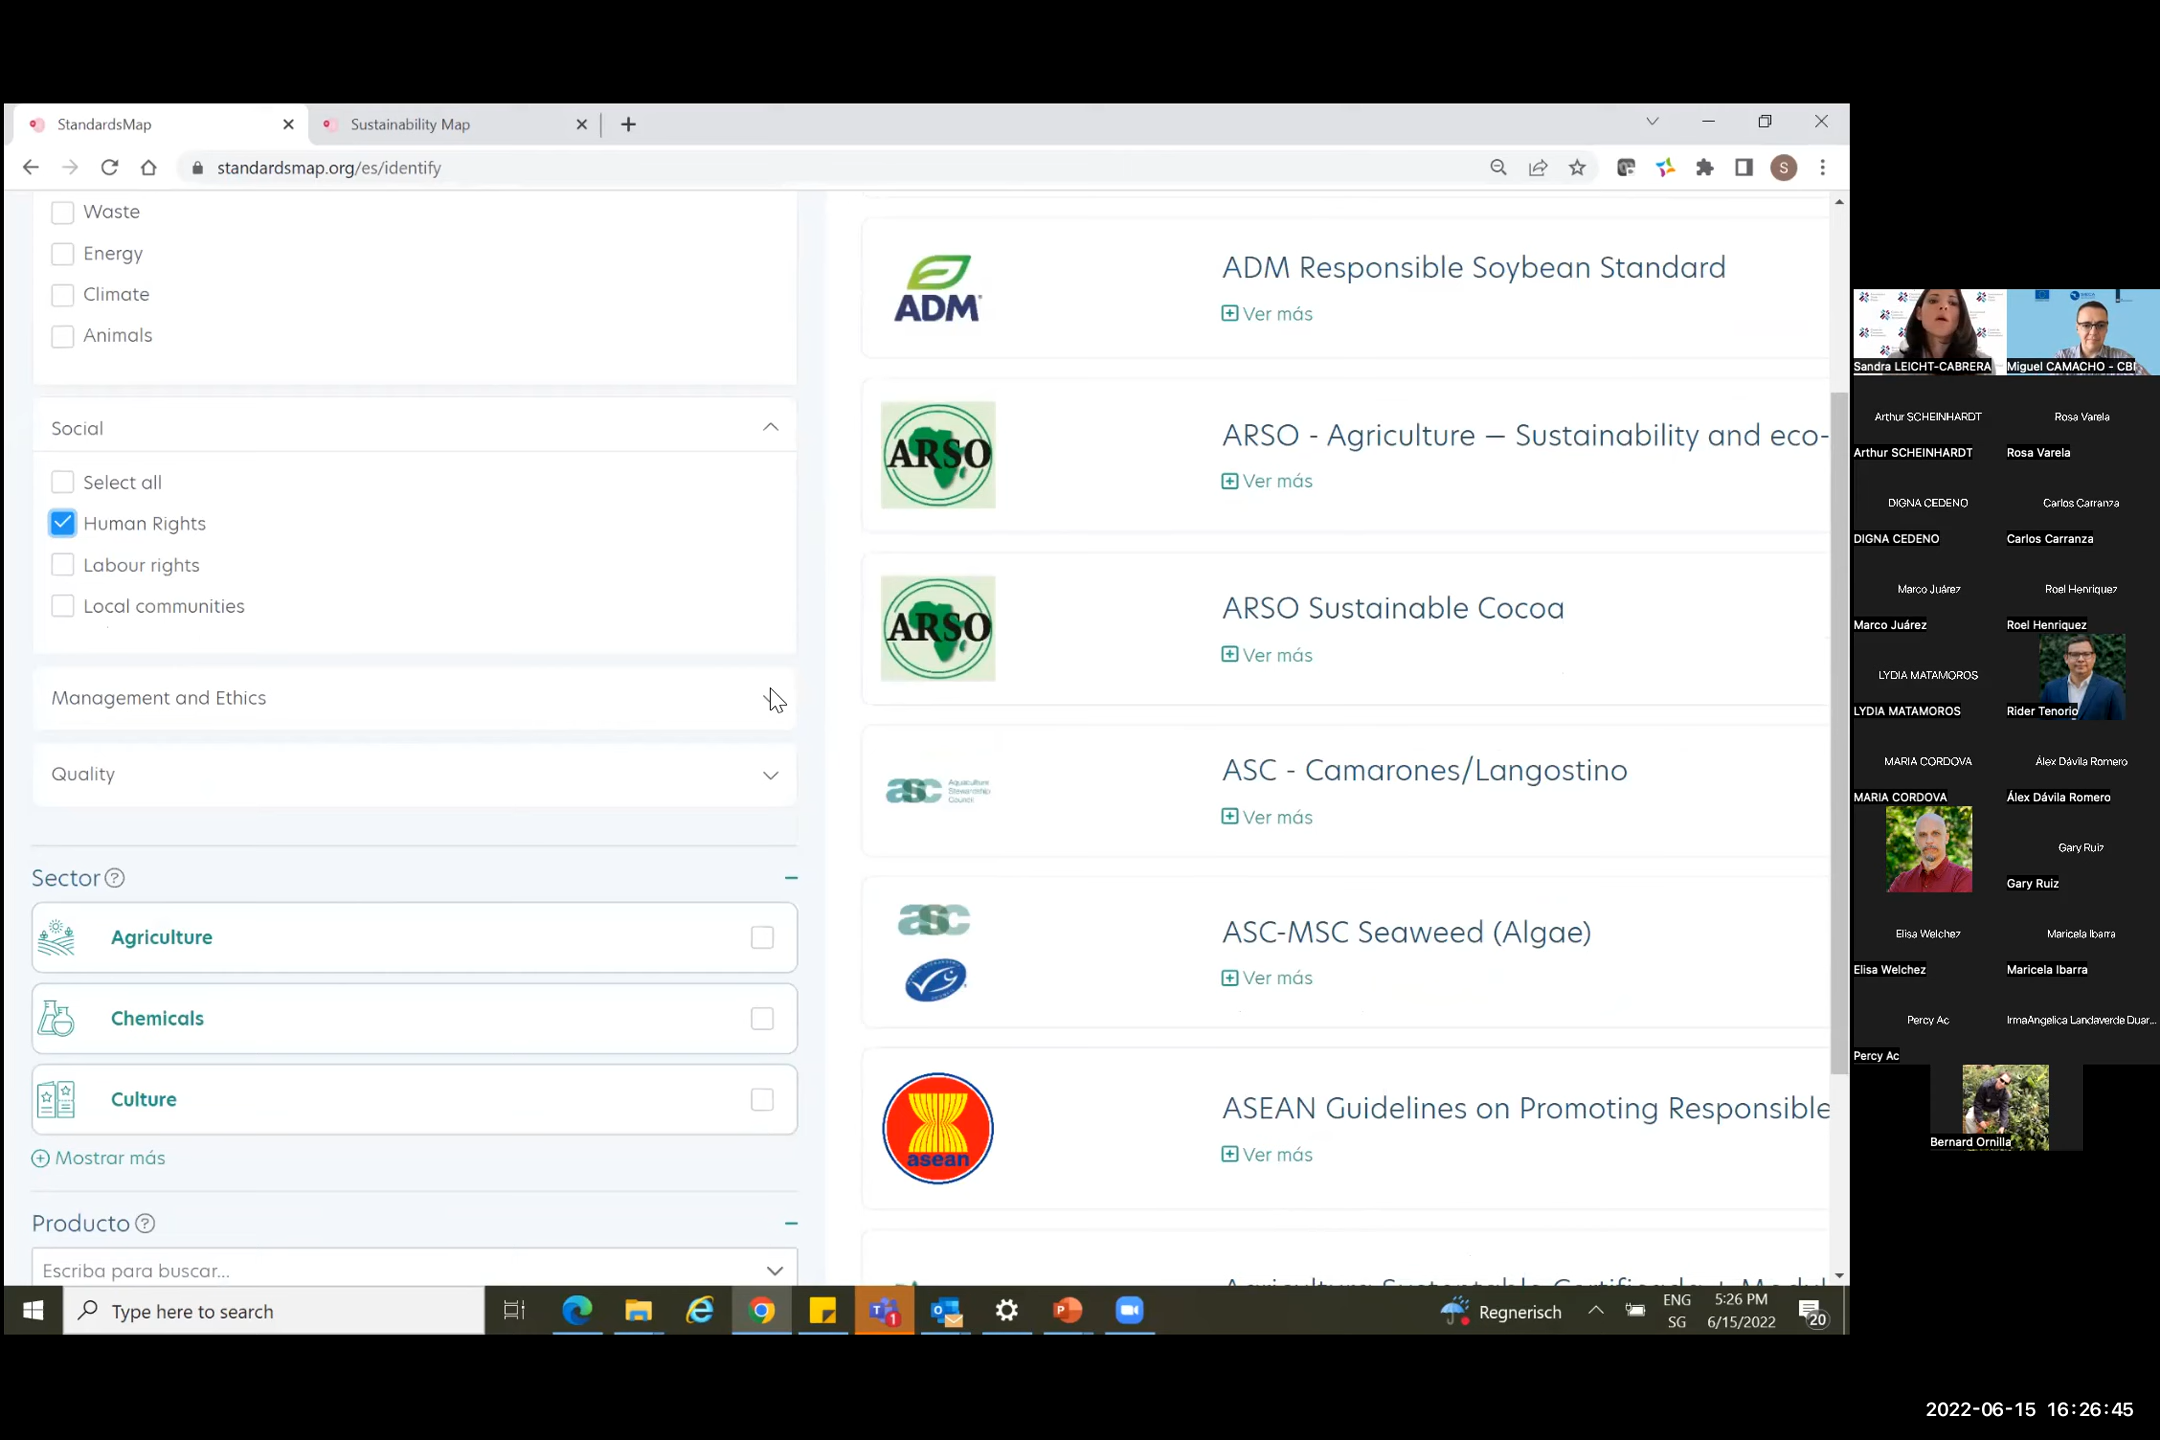 StandardsMap
Sustainability Map
standardsmap.org/es/identify
S
Waste
Energy
Climate
Animals
Social
Select all
Human Rights
Labour rights
Local communities
Management and Ethics
Quality
Sector
Agriculture
Chemicals
Culture
Mostrar más
Producto
Escriba para buscar...
ADM
ADM Responsible Soybean Standard
Ver más
ARSO
ARSO - Agriculture — Sustainability and eco-
Ver más
ARSO
ARSO Sustainable Cocoa
Ver más
asc Aquaculture Stewardship Council
ASC - Camarones/Langostino
Ver más
asc
ASC-MSC Seaweed (Algae)
Ver más
asean
ASEAN Guidelines on Promoting Responsible
Ver más
Type here to search
Regnerisch
ENG
SG
5:26 PM
6/15/2022
20
Sandra LEICHT-CABRERA
Miguel CAMACHO - CBI
Arthur SCHEINHARDT
Rosa Varela
Arthur SCHEINHARDT
Rosa Varela
DIGNA CEDENO
Carlos Carranza
DIGNA CEDENO
Carlos Carranza
Marco Juárez
Roel Henriquez
Marco Juárez
Roel Henriquez
LYDIA MATAMOROS
LYDIA MATAMOROS
Rider Tenorio
MARIA CORDOVA
Álex Dávila Romero
MARIA CORDOVA
Álex Dávila Romero
Gary Ruiz
Gary Ruiz
Elisa Welchez
Maricela Ibarra
Elisa Welchez
Maricela Ibarra
Percy Ac
IrmaAngelica Landaverde Duar...
Percy Ac
Bernard Ornilla
2022-06-15 16:26:45